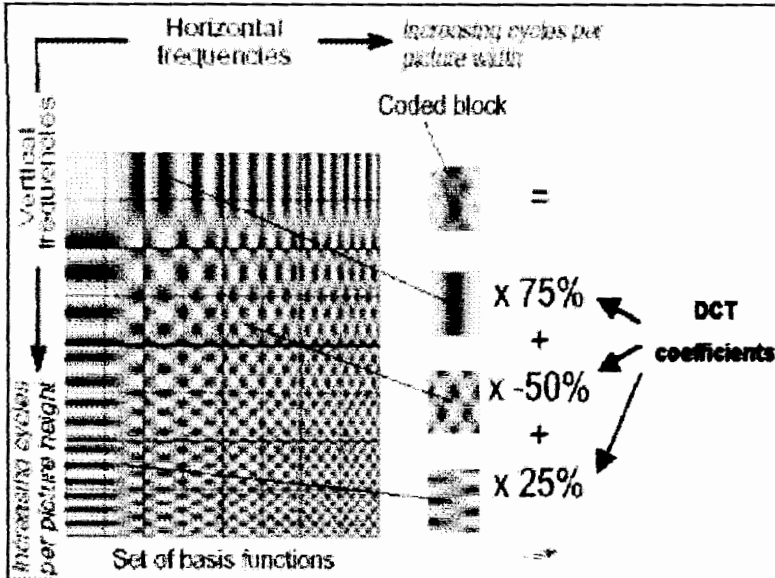 Horizontal
frequencies
Increasing cycles per
picture width
Coded block
Vertical
frequencies
=
x 75%
+
DCT
coefficients
x -50%
+
x 25%
Increasing cycles
per picture height
Set of basis functions